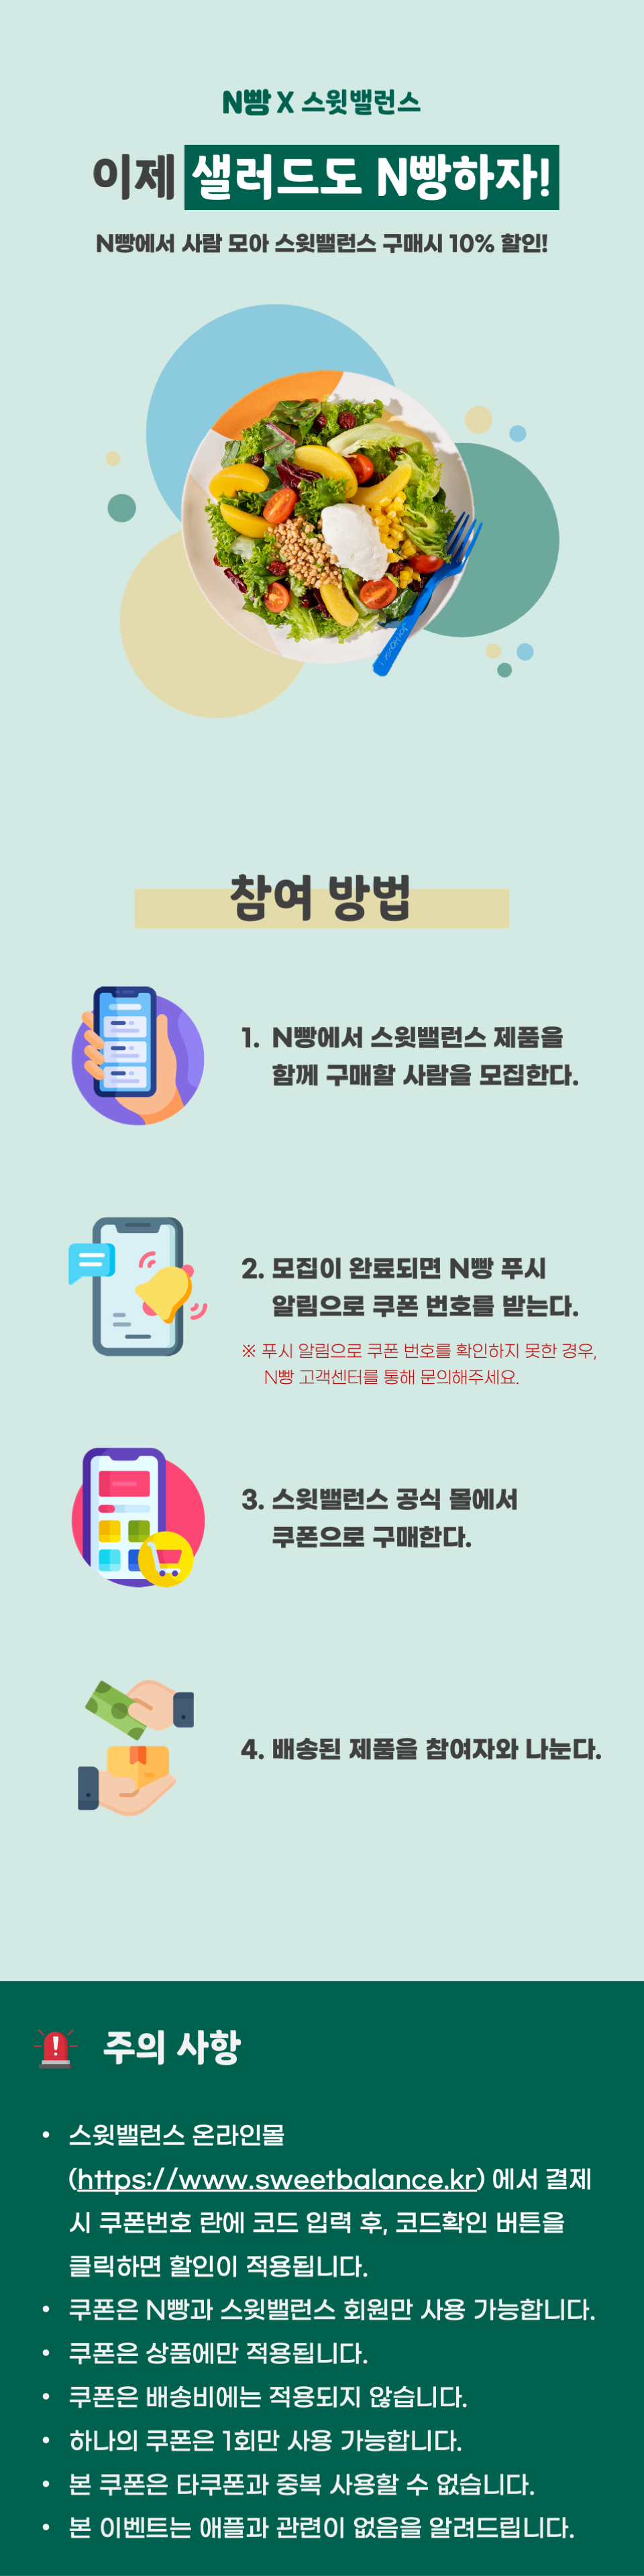 N빵 X 스윗밸런스
이제 샐러드도 N빵하자!
N빵에서 사람 모아 스윗밸런스 구매시 10% 할인!
참여 방법
1. N빵에서 스윗밸런스 제품을
함께 구매할 사람을 모집한다.
2. 모집이 완료되면 N빵 푸시
알림으로 쿠폰 번호를 받는다.
※ 푸시 알림으로 쿠폰 번호를 확인하지 못한 경우,
N빵 고객센터를 통해 문의해주세요.
3. 스윗밸런스 공식 몰에서
쿠폰으로 구매한다.
4. 배송된 제품을 참여자와 나눈다.
주의 사항
• 스윗밸런스 온라인몰
(https://www.sweetbalance.kr) 에서 결제
시 쿠폰번호 란에 코드 입력 후, 코드확인 버튼을
클릭하면 할인이 적용됩니다.
• 쿠폰은 N빵과 스윗밸런스 회원만 사용 가능합니다.
• 쿠폰은 상품에만 적용됩니다.
• 쿠폰은 배송비에는 적용되지 않습니다.
• 하나의 쿠폰은 1회만 사용 가능합니다.
• 본 쿠폰은 타쿠폰과 중복 사용할 수 없습니다.
• 본 이벤트는 애플과 관련이 없음을 알려드립니다.